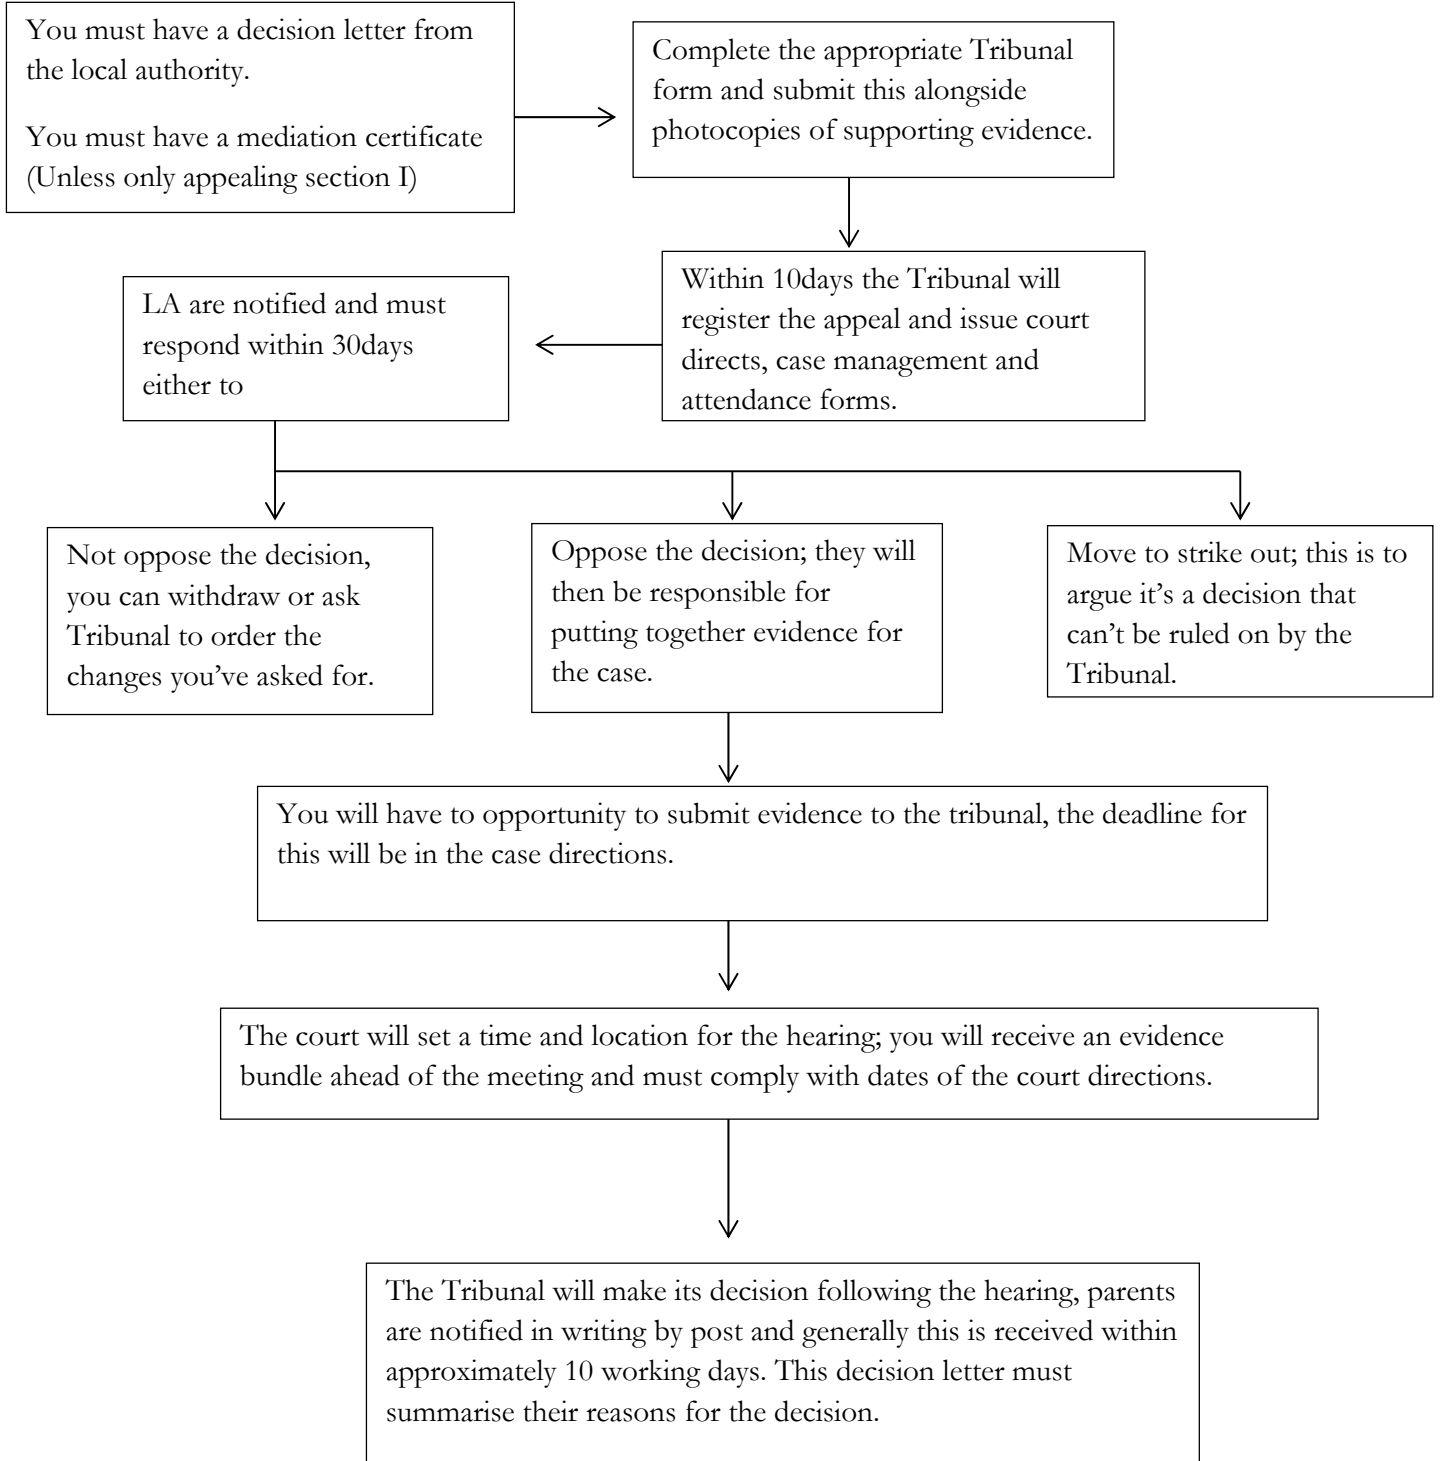 You must have a decision letter from
the local authority.
You must have a mediation certificate
(Unless only appealing section I)
Complete the appropriate Tribunal
form and submit this alongside
photocopies of supporting evidence.
Within 10days the Tribunal will
register the appeal and issue court
directs, case management and
attendance forms.
LA are notified and must
respond within 30days
either to
Not oppose the decision,
you can withdraw or ask
Tribunal to order the
changes you’ve asked for.
Oppose the decision; they will
then be responsible for
putting together evidence for
the case.
Move to strike out; this is to
argue it’s a decision that
can’t be ruled on by the
Tribunal.
You will have to opportunity to submit evidence to the tribunal, the deadline for
this will be in the case directions.
The court will set a time and location for the hearing; you will receive an evidence
bundle ahead of the meeting and must comply with dates of the court directions.
The Tribunal will make its decision following the hearing, parents
are notified in writing by post and generally this is received within
approximately 10 working days. This decision letter must
summarise their reasons for the decision.